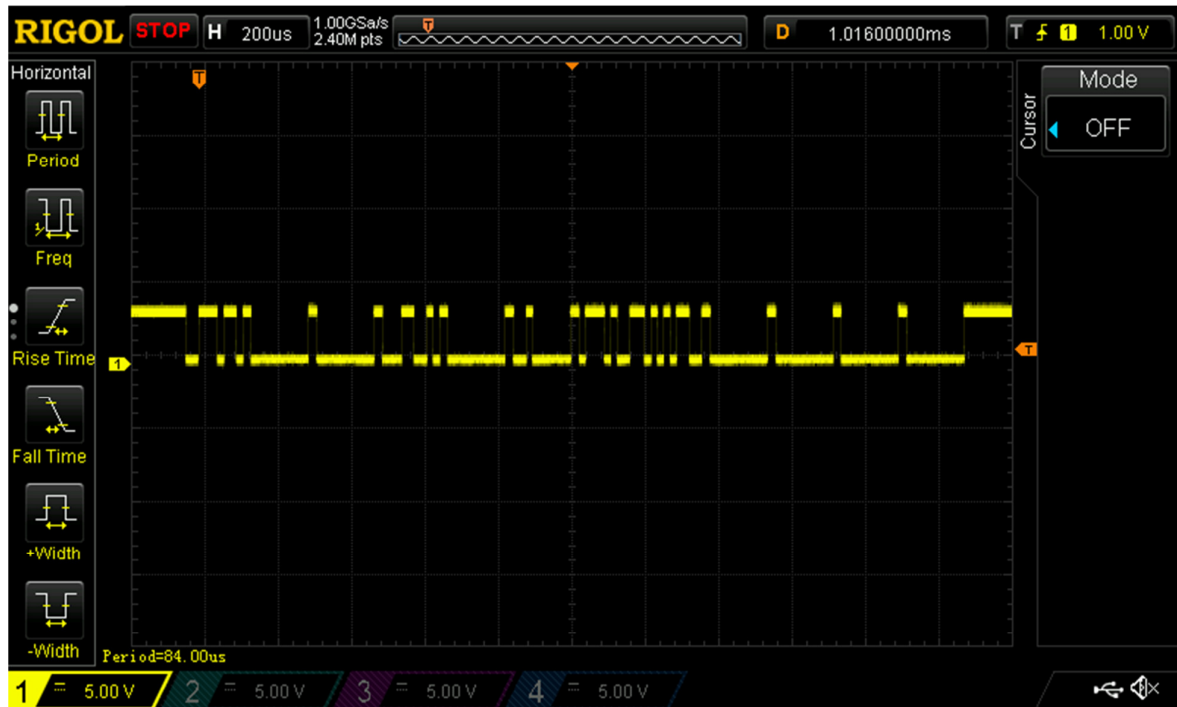 RIGOL STOP H 200us 1.00GSa/s D 1.01600000ms T 1 1.00 V
2.40M pts
T
Horizontal
Period
Freq
Rise Time
Fall Time
+Width
-Width
T
1
T
Cursor
Mode
OFF
Period=84.00us
1 5.00 V 2 5.00 V 3 5.00 V 4 5.00 V